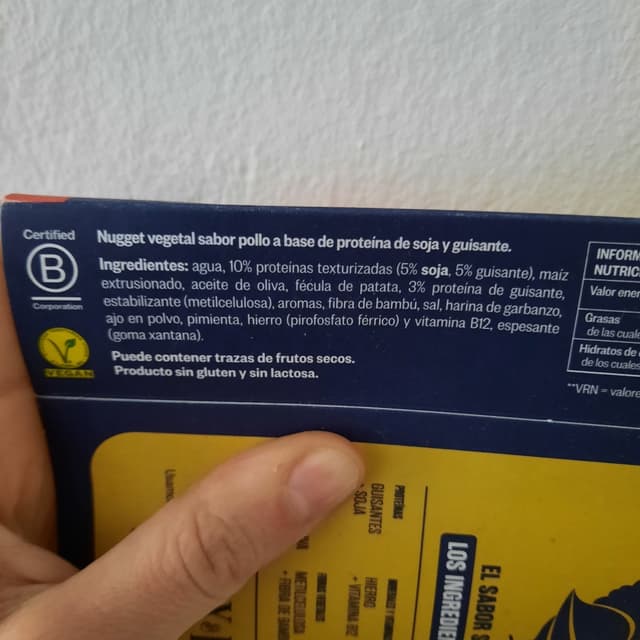 Certified
B
Corporation
VEGAN
Nugget vegetal sabor pollo a base de proteína de soja y guisante.
Ingredientes: agua, 10% proteínas texturizadas (5% soja, 5% guisante), maíz
extrusionado, aceite de oliva, fécula de patata, 3% proteína de guisante,
estabilizante (metilcelulosa), aromas, fibra de bambú, sal, harina de garbanzo,
ajo en polvo, pimienta, hierro (pirofosfato férrico) y vitamina B12, espesante
(goma xantana).
Puede contener trazas de frutos secos.
Producto sin gluten y sin lactosa.
INFORM
NUTRIC
Valor ener
Grasas
de las cuale
Hidratos de
de los cuales
**VRN = valore
PROTEÍNAS
GUISANTES
+ SOJA
HIERRO
+ VITAMINA B12
METILCELULOSA
+ FIBRA DE BAMB
EL SABOR S
LOS INGREDIEN